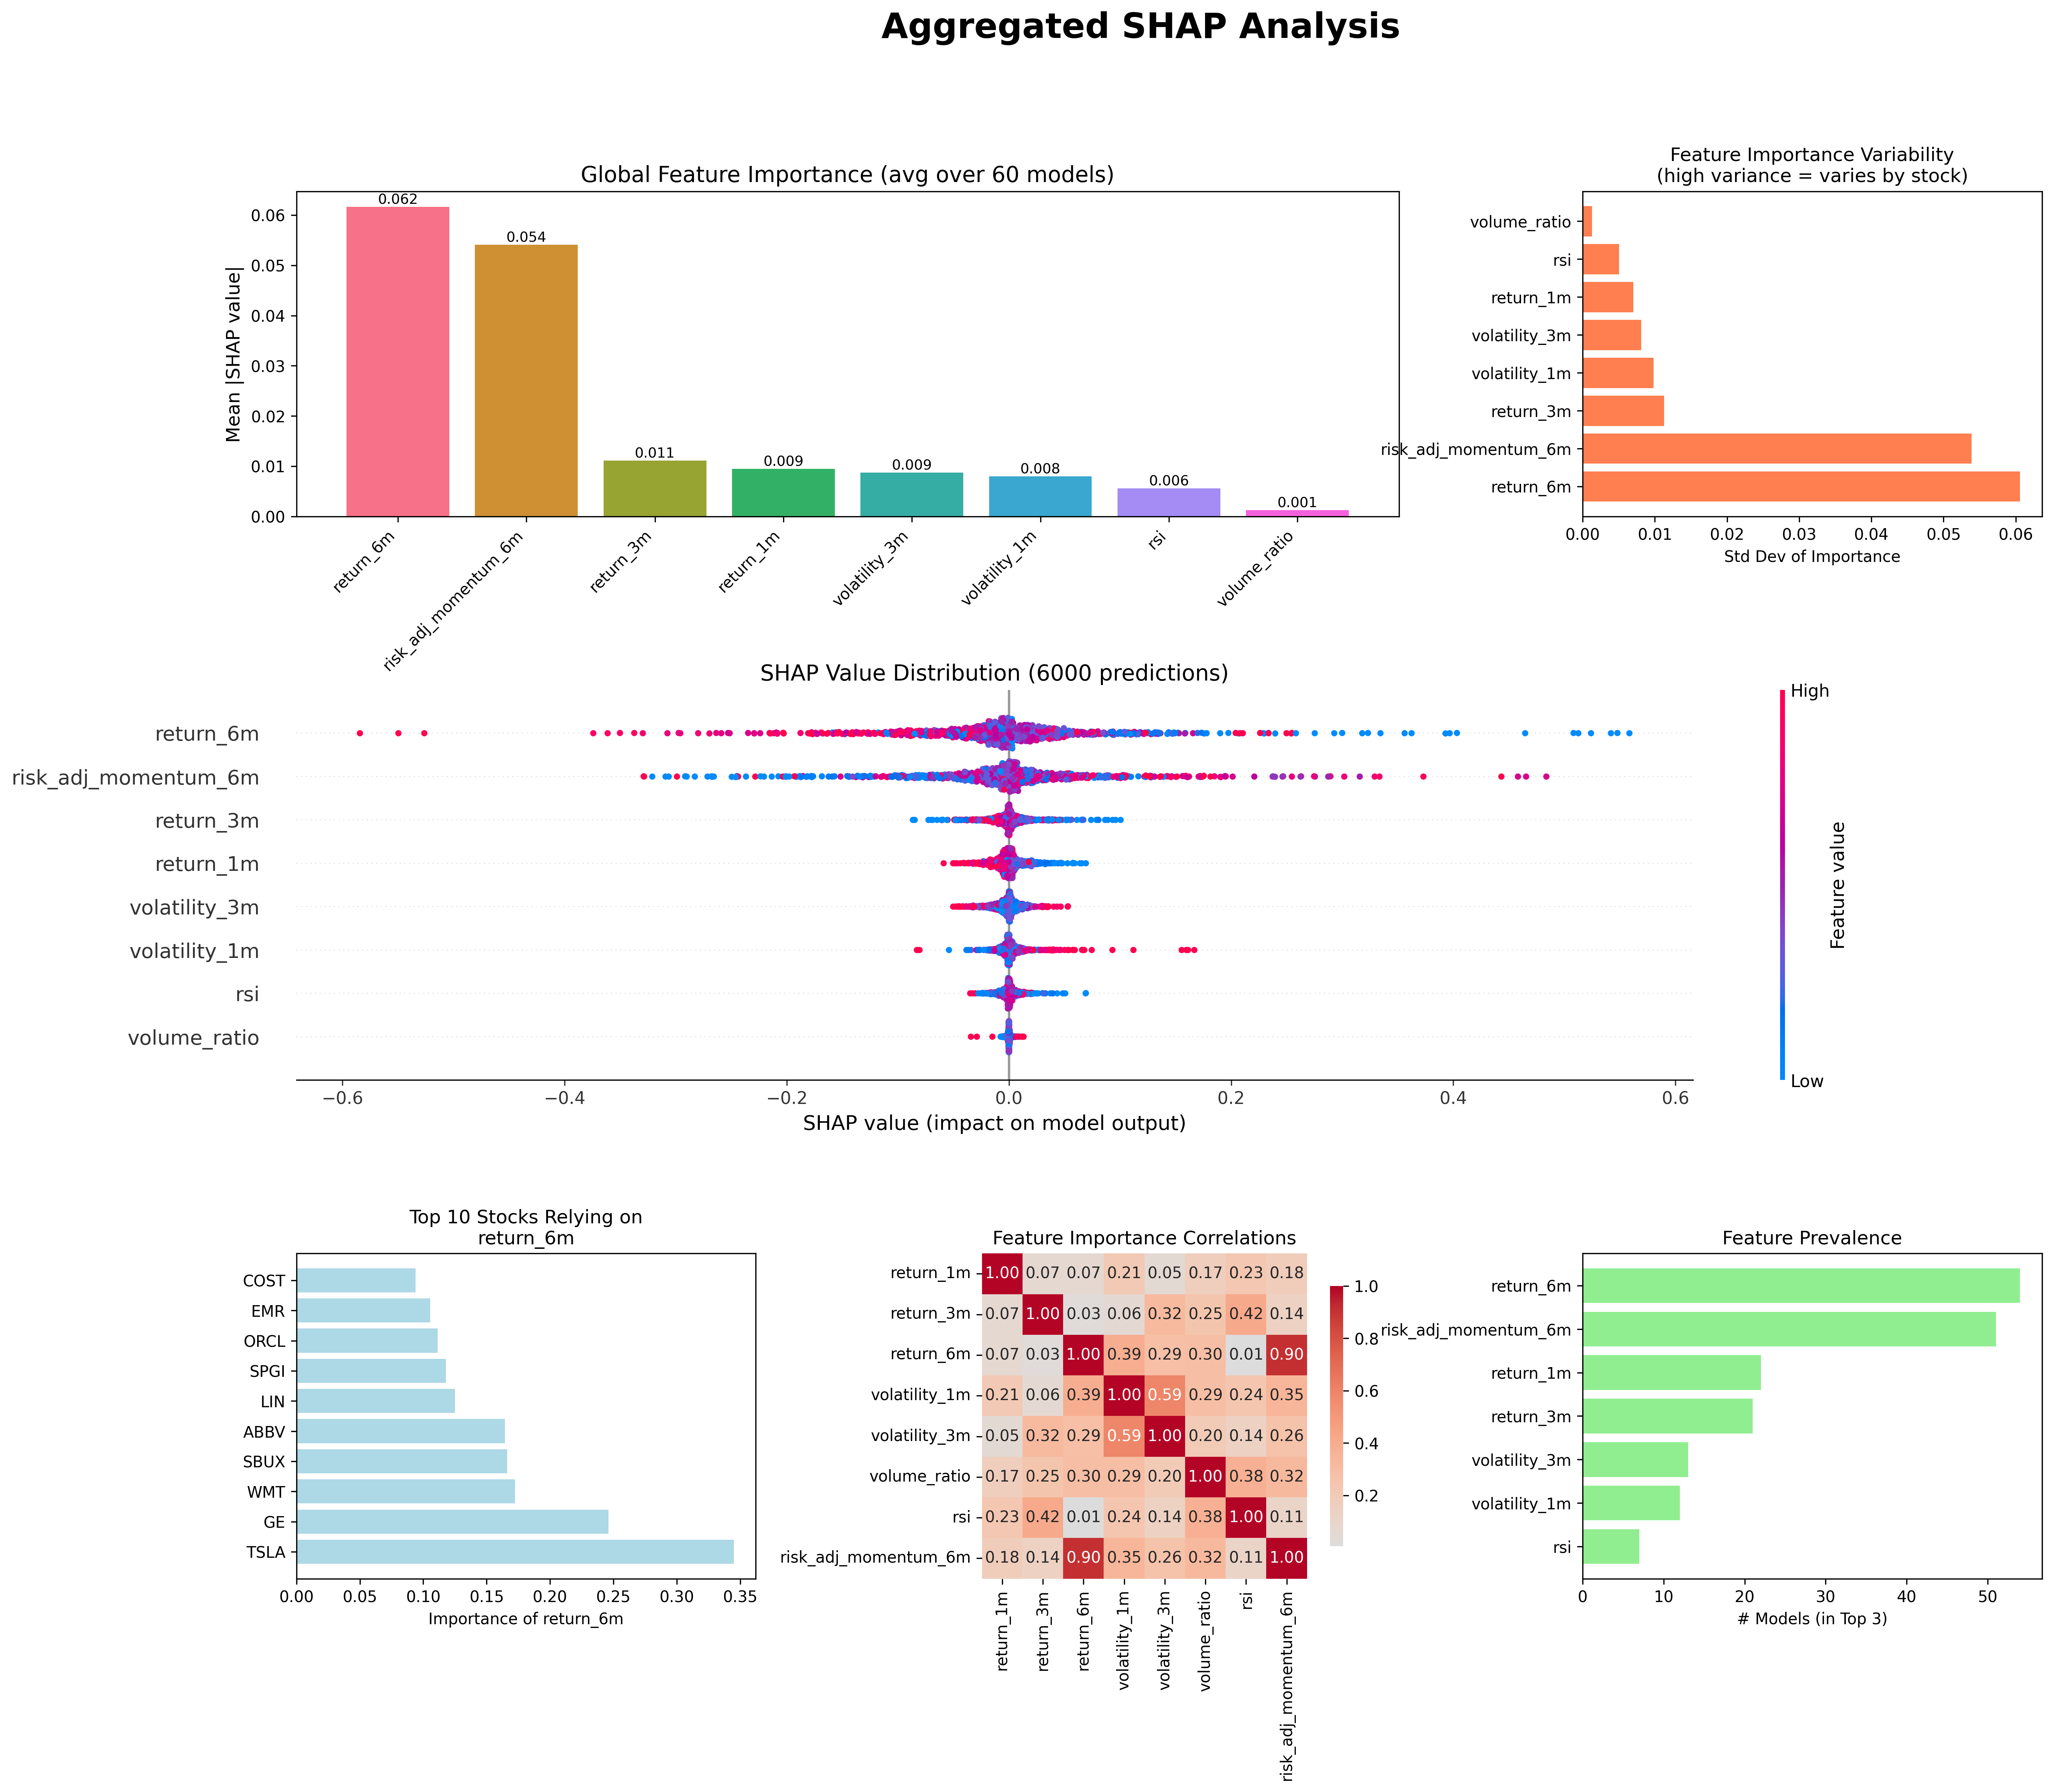 Aggregated SHAP Analysis
Global Feature Importance (avg over 60 models)
Mean |SHAP value|
0.06
0.05
0.04
0.03
0.02
0.01
0.00
0.062
0.054
0.011
0.009
0.009
0.008
0.006
0.001
return_6m
risk_adj_momentum_6m
return_3m
return_1m
volatility_3m
volatility_1m
rsi
volume_ratio
Feature Importance Variability
(high variance = varies by stock)
volume_ratio
rsi
return_1m
volatility_3m
volatility_1m
return_3m
risk_adj_momentum_6m
return_6m
0.00 0.01 0.02 0.03 0.04 0.05 0.06
Std Dev of Importance
SHAP Value Distribution (6000 predictions)
return_6m
risk_adj_momentum_6m
return_3m
return_1m
volatility_3m
volatility_1m
rsi
volume_ratio
−0.6 −0.4 −0.2 0.0 0.2 0.4 0.6
SHAP value (impact on model output)
High
Feature value
Low
Top 10 Stocks Relying on
return_6m
COST
EMR
ORCL
SPGI
LIN
ABBV
SBUX
WMT
GE
TSLA
0.00 0.05 0.10 0.15 0.20 0.25 0.30 0.35
Importance of return_6m
Feature Importance Correlations
return_1m 1.00 0.07 0.07 0.21 0.05 0.17 0.23 0.18
return_3m 0.07 1.00 0.03 0.06 0.32 0.25 0.42 0.14
return_6m 0.07 0.03 1.00 0.39 0.29 0.30 0.01 0.90
volatility_1m 0.21 0.06 0.39 1.00 0.59 0.29 0.24 0.35
volatility_3m 0.05 0.32 0.29 0.59 1.00 0.20 0.14 0.26
volume_ratio 0.17 0.25 0.30 0.29 0.20 1.00 0.38 0.32
rsi 0.23 0.42 0.01 0.24 0.14 0.38 1.00 0.11
risk_adj_momentum_6m 0.18 0.14 0.90 0.35 0.26 0.32 0.11 1.00
return_1m
return_3m
return_6m
volatility_1m
volatility_3m
volume_ratio
rsi
risk_adj_momentum_6m
1.0
0.8
0.6
0.4
0.2
Feature Prevalence
return_6m
risk_adj_momentum_6m
return_1m
return_3m
volatility_3m
volatility_1m
rsi
0 10 20 30 40 50
# Models (in Top 3)